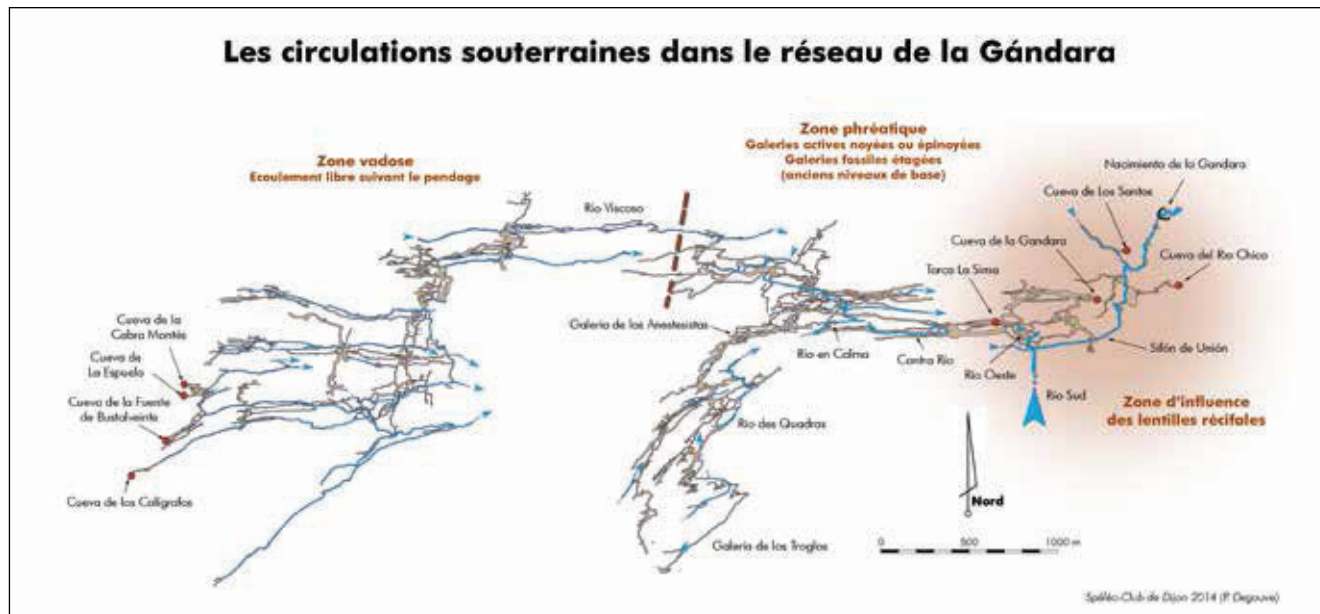 Les circulations souterraines dans le réseau de la Gándara
Zone vadose
Ecoulement libre suivant le pendage
Zone phréatique
Galeries actives noyées ou épinoyées
Galeries fossiles étagées
(anciens niveaux de base)
Nacimiento de la Gandara
Cueva de Los Santos
Cueva de la Gandara
Cueva del Rio Chico
Torca La Sima
Río Viscoso
Galeria de los Anestesistas
Rio en Calma
Contra Rio
Rio Oeste
Sifón de Unión
Rio Sud
Zone d'influence
des lentilles récifales
Cueva de la
Cabra Montés
Cueva de
La Espuela
Cueva de la Fuente
de Bustalveinte
Cueva de los Calígrafos
Rio des Quadras
Galeria de los Troglos
Nord
0 500 1000 m
Spéléo-Club de Dijon 2014 (P. Degouve)